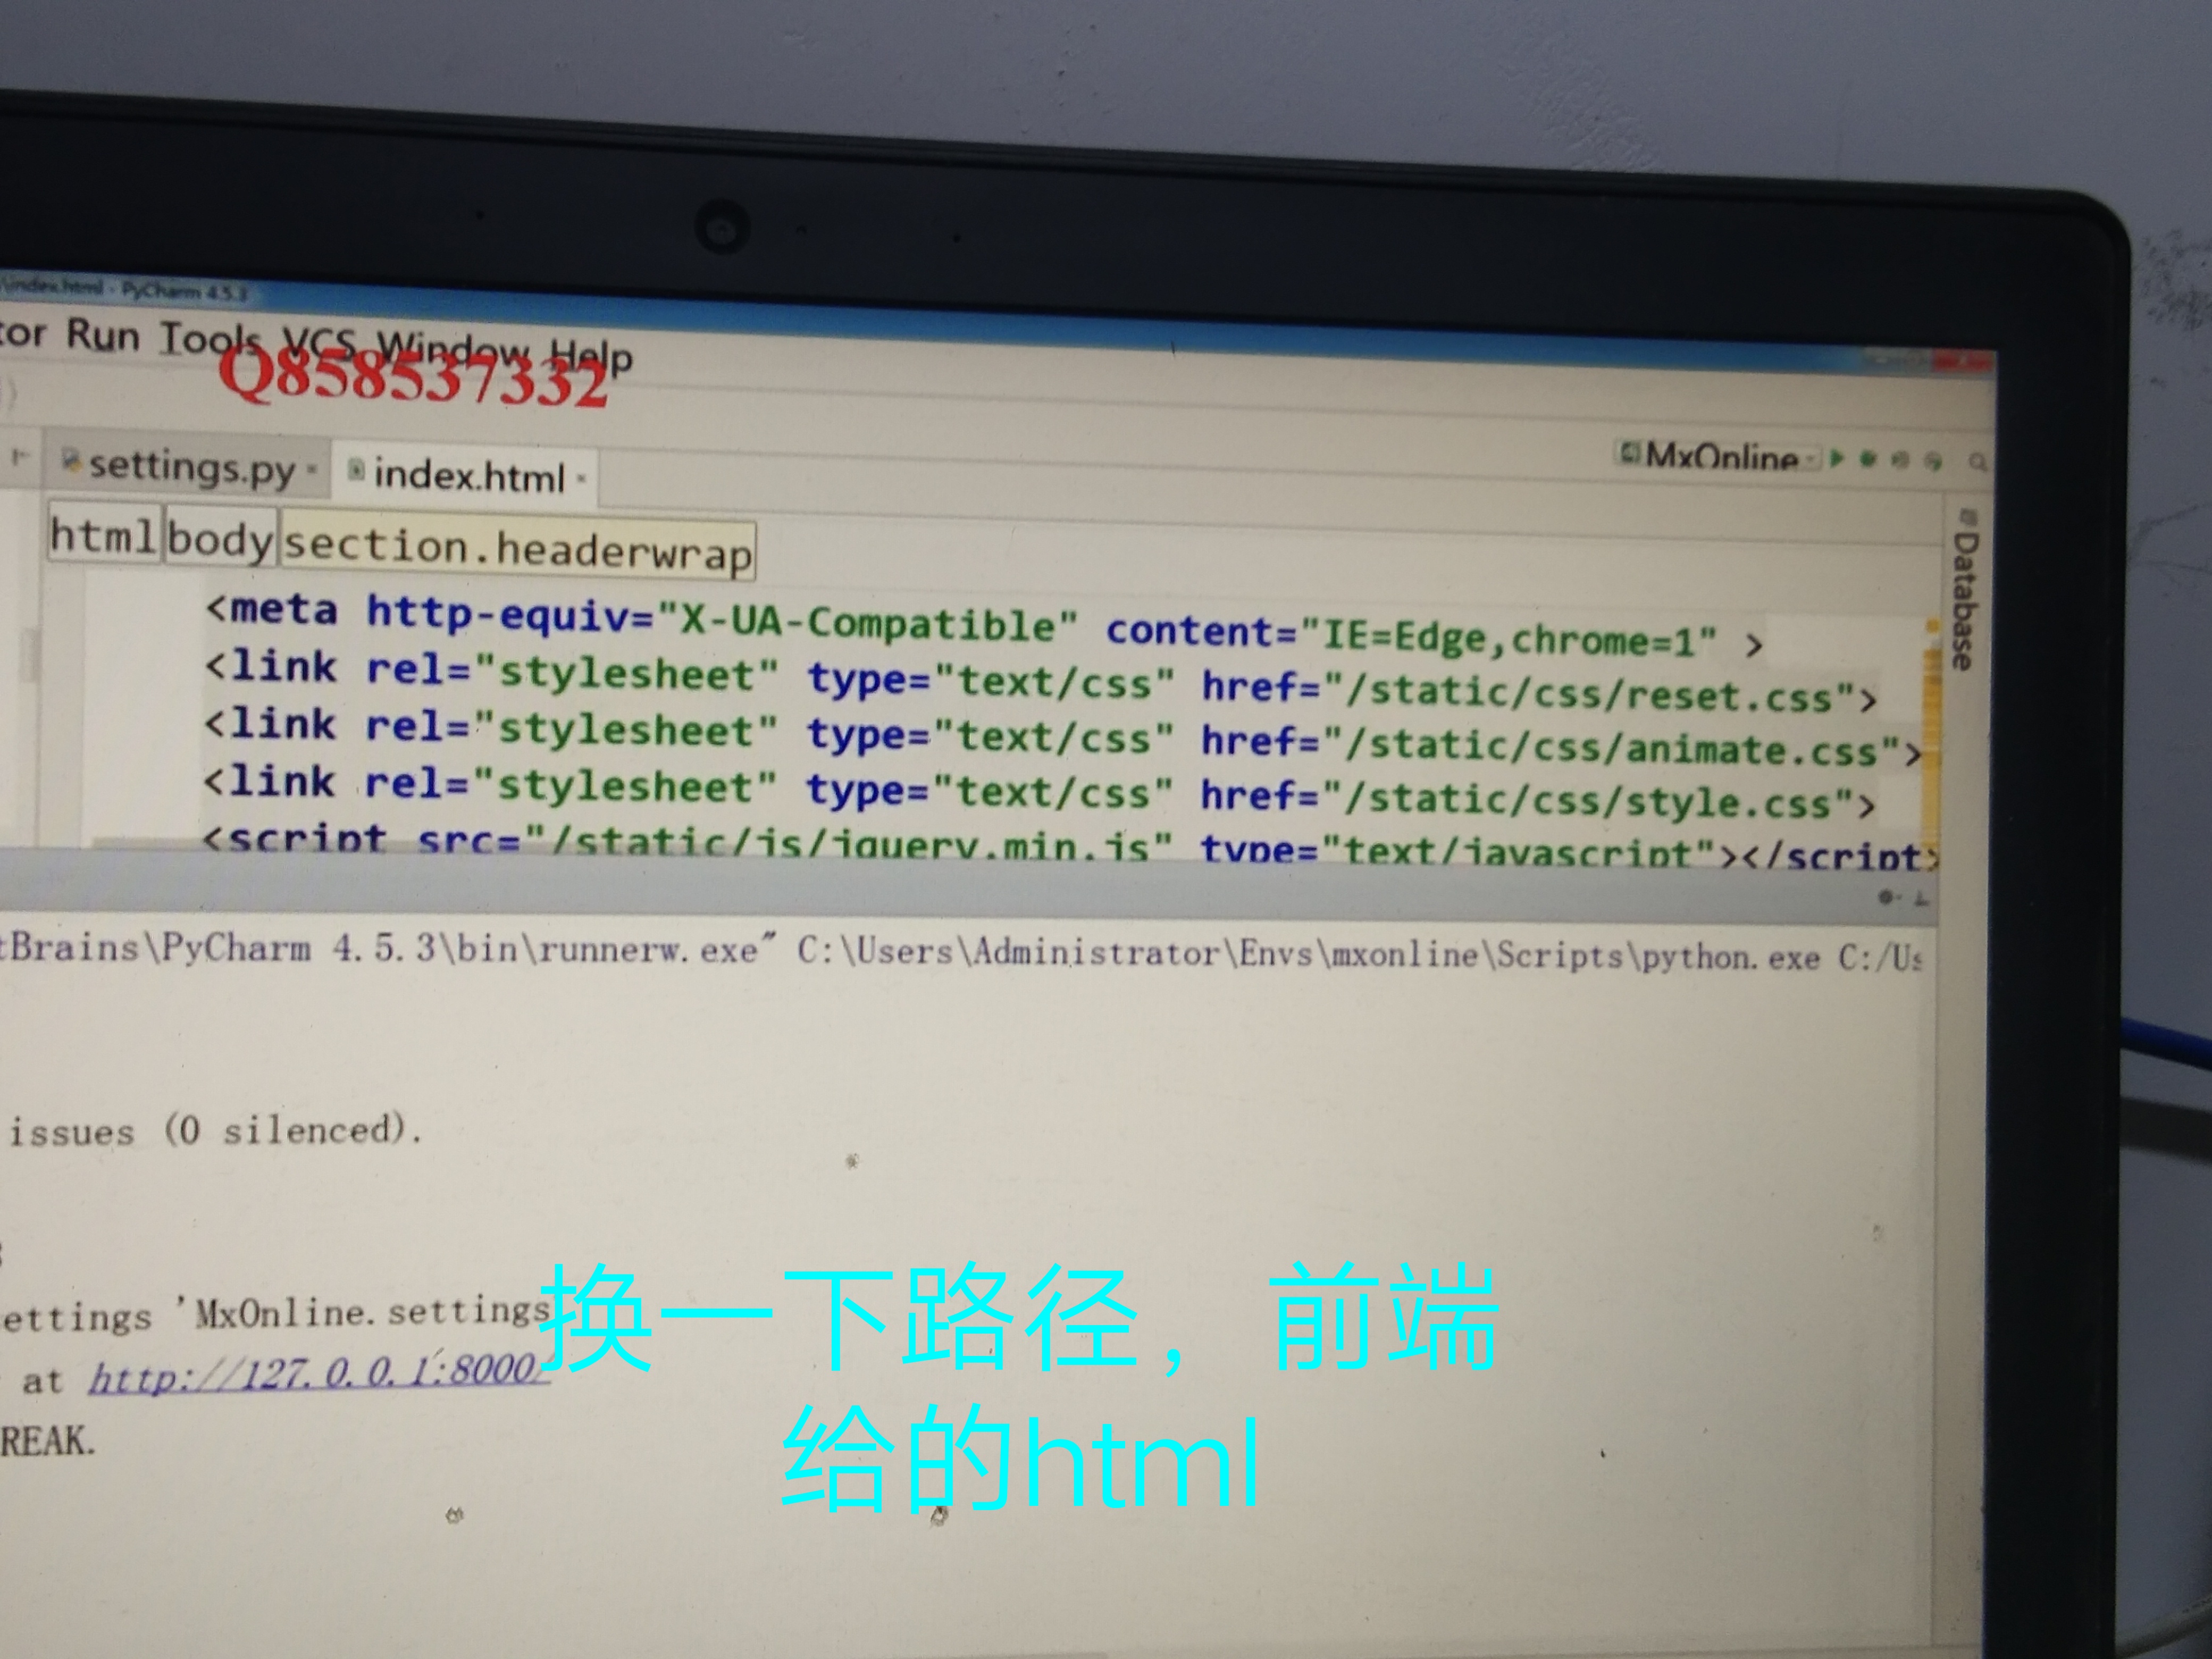 \index.html - PyCharm 4.5.3
tor Run Tools VCS Window Help
Q858537332
settings.py
index.html
MxOnline
html body section.headerwrap
Database
<meta http-equiv="X-UA-Compatible" content="IE=Edge,chrome=1" >
<link rel="stylesheet" type="text/css" href="/static/css/reset.css">
<link rel="stylesheet" type="text/css" href="/static/css/animate.css">
<link rel="stylesheet" type="text/css" href="/static/css/style.css">
<script src="/static/js/jquery.min.js" type="text/javascript"></script>
tBrains\PyCharm 4.5.3\bin\runnerw.exe" C:\Users\Administrator\Envs\mxonline\Scripts\python.exe C:/Us
issues (0 silenced).
ettings 'MxOnline.settings
at http://127.0.0.1:8000/
REAK.
换一下路径，前端
给的html